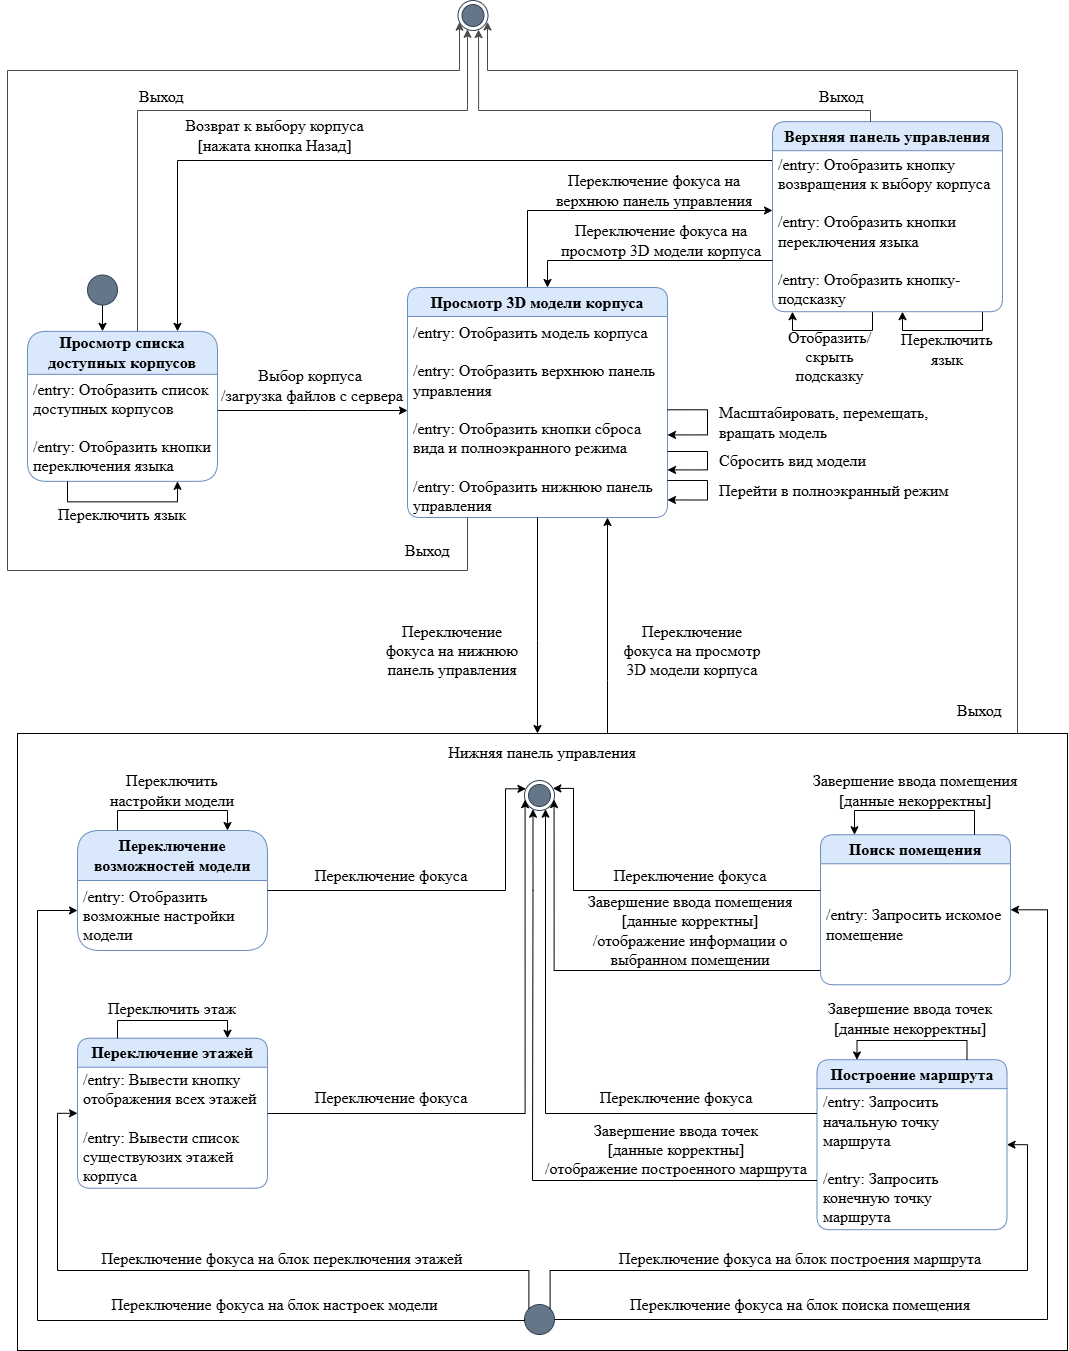 Выход
Выход
Возврат к выбору корпуса
[нажата кнопка Назад]
Верхняя панель управления
/entry: Отобразить кнопку
возвращения к выбору корпуса
/entry: Отобразить кнопки
переключения языка
/entry: Отобразить кнопку-
подсказку
Переключение фокуса на
верхнюю панель управления
Переключение фокуса на
просмотр 3D модели корпуса
Отобразить/
скрыть
подсказку
Переключить
язык
Просмотр списка
доступных корпусов
/entry: Отобразить список
доступных корпусов
/entry: Отобразить кнопки
переключения языка
Переключить язык
Выбор корпуса
/загрузка файлов с сервера
Просмотр 3D модели корпуса
/entry: Отобразить модель корпуса
/entry: Отобразить верхнюю панель
управления
/entry: Отобразить кнопки сброса
вида и полноэкранного режима
/entry: Отобразить нижнюю панель
управления
Масштабировать, перемещать,
вращать модель
Сбросить вид модели
Перейти в полноэкранный режим
Выход
Переключение
фокуса на нижнюю
панель управления
Переключение
фокуса на просмотр
3D модели корпуса
Выход
Нижняя панель управления
Переключить
настройки модели
Переключение
возможностей модели
/entry: Отобразить
возможные настройки
модели
Переключение фокуса
Завершение ввода помещения
[данные некорректны]
Поиск помещения
/entry: Запросить искомое
помещение
Переключение фокуса
Завершение ввода помещения
[данные корректны]
/отображение информации о
выбранном помещении
Переключить этаж
Переключение этажей
/entry: Вывести кнопку
отображения всех этажей
/entry: Вывести список
существуюзих этажей
корпуса
Переключение фокуса
Завершение ввода точек
[данные некорректны]
Построение маршрута
/entry: Запросить
начальную точку
маршрута
/entry: Запросить
конечную точку
маршрута
Переключение фокуса
Завершение ввода точек
[данные корректны]
/отображение построенного маршрута
Переключение фокуса на блок переключения этажей
Переключение фокуса на блок построения маршрута
Переключение фокуса на блок настроек модели
Переключение фокуса на блок поиска помещения